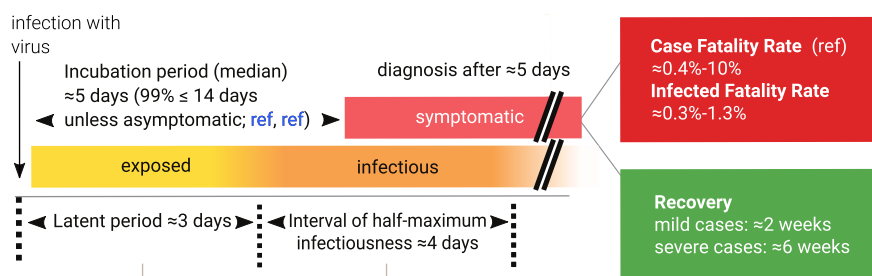 infection with
virus
Incubation period (median)
≈5 days (99% ≤ 14 days
unless asymptomatic; ref, ref)
diagnosis after ≈5 days
symptomatic
exposed
infectious
Latent period ≈3 days
Interval of half-maximum
infectiousness ≈4 days
Case Fatality Rate (ref)
≈0.4%-10%
Infected Fatality Rate
≈0.3%-1.3%
Recovery
mild cases: ≈2 weeks
severe cases: ≈6 weeks